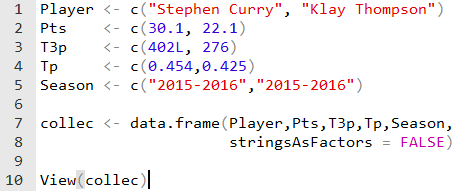 1 Player <- c("Stephen Curry", "Klay Thompson")
2 Pts    <- c(30.1, 22.1)
3 T3p    <- c(402L, 276)
4 Tp     <- c(0.454,0.425)
5 Season <- c("2015-2016","2015-2016")
6
7 collec <- data.frame(Player,Pts,T3p,Tp,Season,
8                      stringsAsFactors = FALSE)
9
10 View(collec)